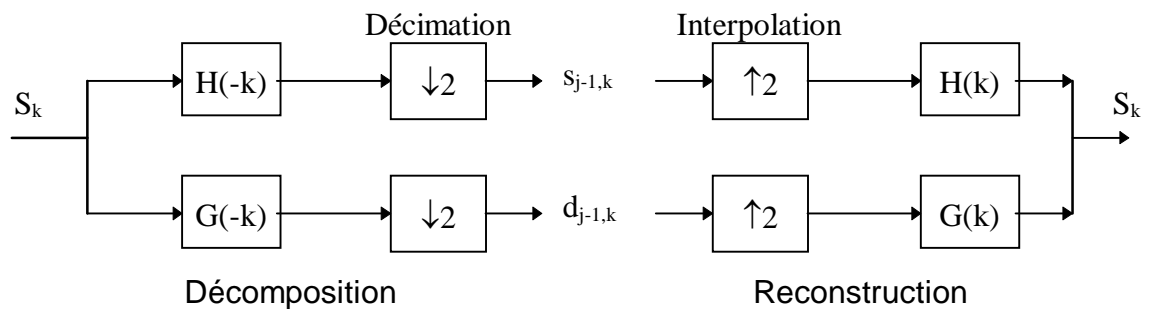 Décimation Interpolation
H(-k) ↓2 s_{j-1,k} ↑2 H(k)
S_k S_k
G(-k) ↓2 d_{j-1,k} ↑2 G(k)
Décomposition Reconstruction